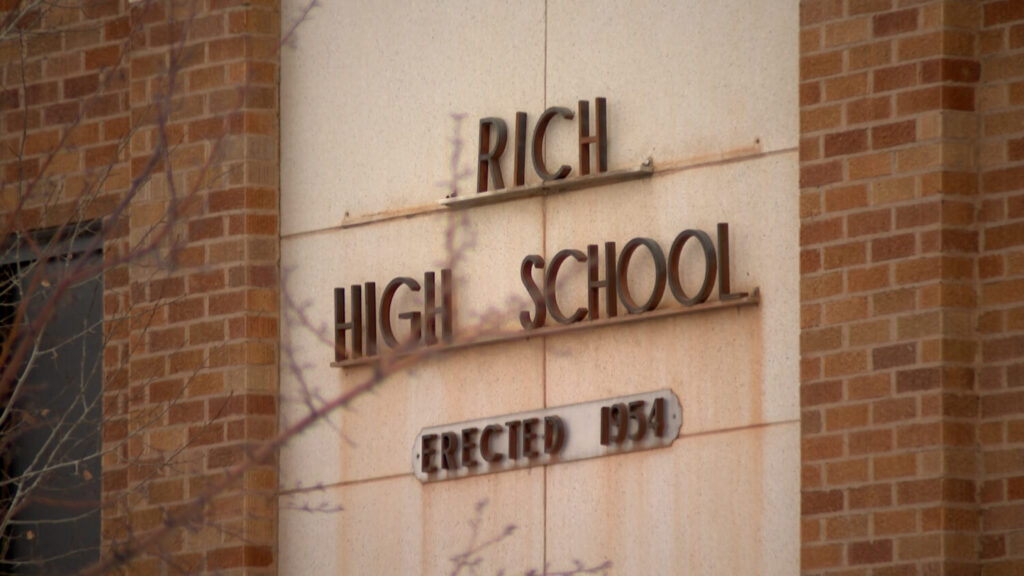 RICH
HIGH SCHOOL
ERECTED 1954